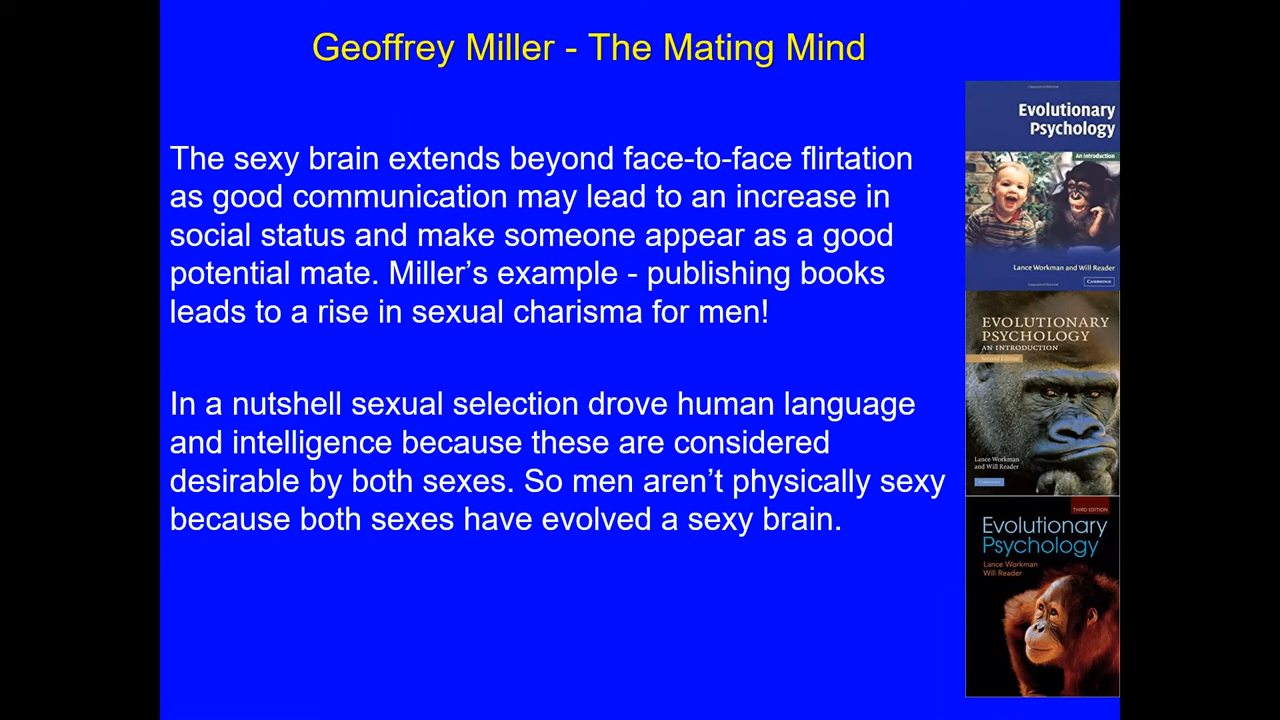 Geoffrey Miller - The Mating Mind
The sexy brain extends beyond face-to-face flirtation
as good communication may lead to an increase in
social status and make someone appear as a good
potential mate. Miller’s example - publishing books
leads to a rise in sexual charisma for men!
In a nutshell sexual selection drove human language
and intelligence because these are considered
desirable by both sexes. So men aren’t physically sexy
because both sexes have evolved a sexy brain.
Evolutionary
Psychology
An Introduction
Lance Workman and Will Reader
CAMBRIDGE
EVOLUTIONARY
PSYCHOLOGY
AN INTRODUCTION
Second Edition
Lance Workman
and Will Reader
THIRD EDITION
Evolutionary
Psychology
Lance Workman
Will Reader